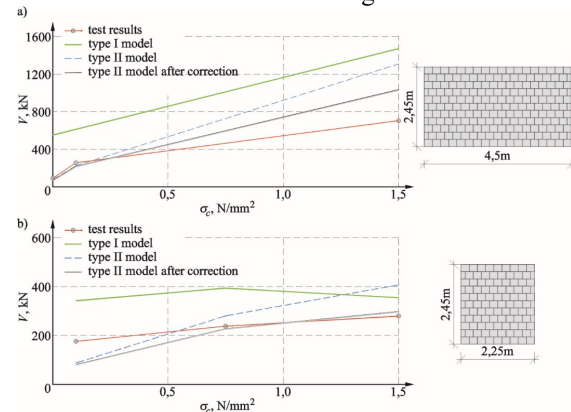 a)
V, kN
1600
1200
800
400
0
test results
type I model
type II model
type II model after correction
0,5
1,0
1,5
σc, N/mm²
2,45m
4,5m
b)
V, kN
600
400
200
0
test results
type I model
type II model
type II model after correction
0,5
1,0
1,5
σc, N/mm²
2,45m
2,25m